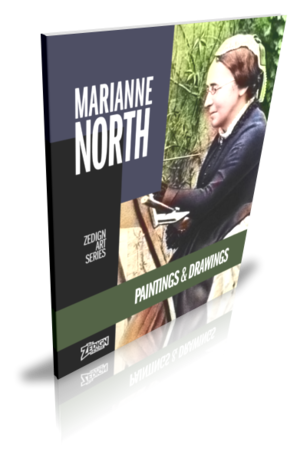 MARIANNE
NORTH
ZEDIGN
ART
SERIES
PAINTINGS & DRAWINGS
ZEDIGN